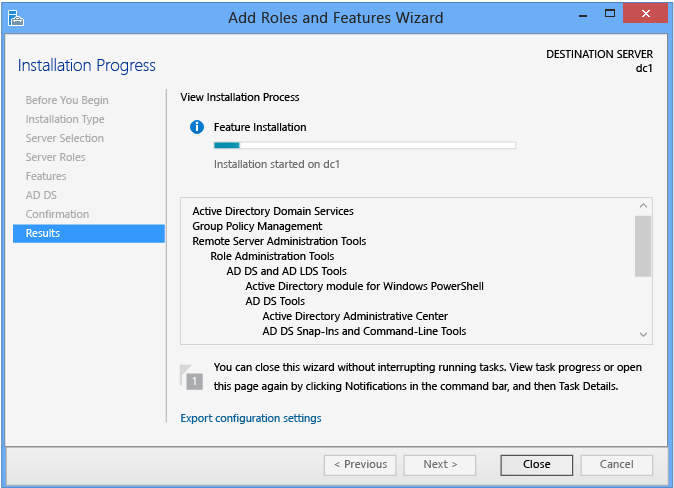 Add Roles and Features Wizard
Installation Progress
DESTINATION SERVER
dc1
Before You Begin
Installation Type
Server Selection
Server Roles
Features
AD DS
Confirmation
Results
View Installation Process
Feature Installation
Installation started on dc1
Active Directory Domain Services
Group Policy Management
Remote Server Administration Tools
Role Administration Tools
AD DS and AD LDS Tools
Active Directory module for Windows PowerShell
AD DS Tools
Active Directory Administrative Center
AD DS Snap-Ins and Command-Line Tools
1
You can close this wizard without interrupting running tasks. View task progress or open
this page again by clicking Notifications in the command bar, and then Task Details.
Export configuration settings
< Previous
Next >
Close
Cancel